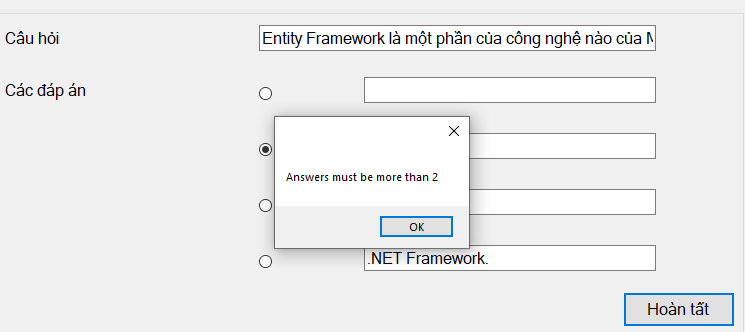 Câu hỏi
Entity Framework là một phần của công nghệ nào của
Các đáp án
Answers must be more than 2
OK
.NET Framework.
Hoàn tất